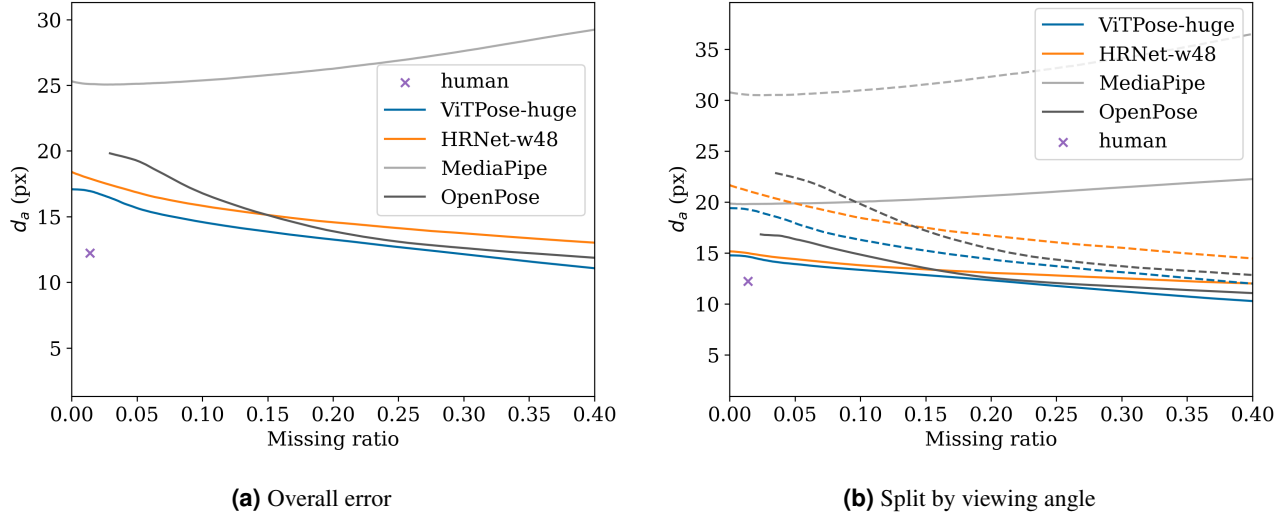 30
25
20
15
10
5
d_a (px)
0.00 0.05 0.10 0.15 0.20 0.25 0.30 0.35 0.40
Missing ratio
human
ViTPose-huge
HRNet-w48
MediaPipe
OpenPose
(a) Overall error
35
30
25
20
15
10
5
d_a (px)
0.00 0.05 0.10 0.15 0.20 0.25 0.30 0.35 0.40
Missing ratio
ViTPose-huge
HRNet-w48
MediaPipe
OpenPose
human
(b) Split by viewing angle